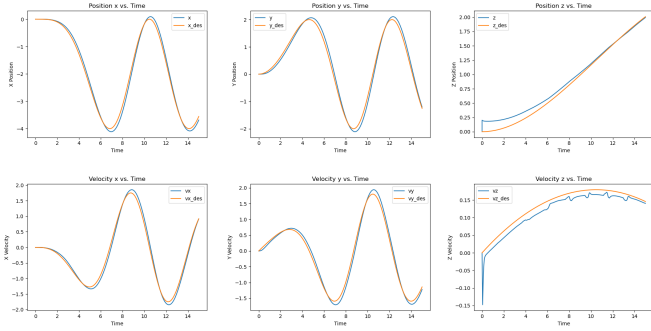 Position x vs. Time
x
x_des
0
−1
−2
−3
−4
X Position
0 2 4 6 8 10 12 14
Time
Position y vs. Time
y
y_des
2
1
0
−1
−2
Y Position
0 2 4 6 8 10 12 14
Time
Position z vs. Time
z
z_des
2.00
1.75
1.50
1.25
1.00
0.75
0.50
0.25
0.00
Z Position
0 2 4 6 8 10 12 14
Time
Velocity x vs. Time
vx
vx_des
2.0
1.5
1.0
0.5
0.0
−0.5
−1.0
−1.5
−2.0
X Velocity
0 2 4 6 8 10 12 14
Time
Velocity y vs. Time
vy
vy_des
2.0
1.5
1.0
0.5
0.0
−0.5
−1.0
−1.5
Y Velocity
0 2 4 6 8 10 12 14
Time
Velocity z vs. Time
vz
vz_des
0.15
0.10
0.05
0.00
−0.05
−0.10
−0.15
Z Velocity
0 2 4 6 8 10 12 14
Time